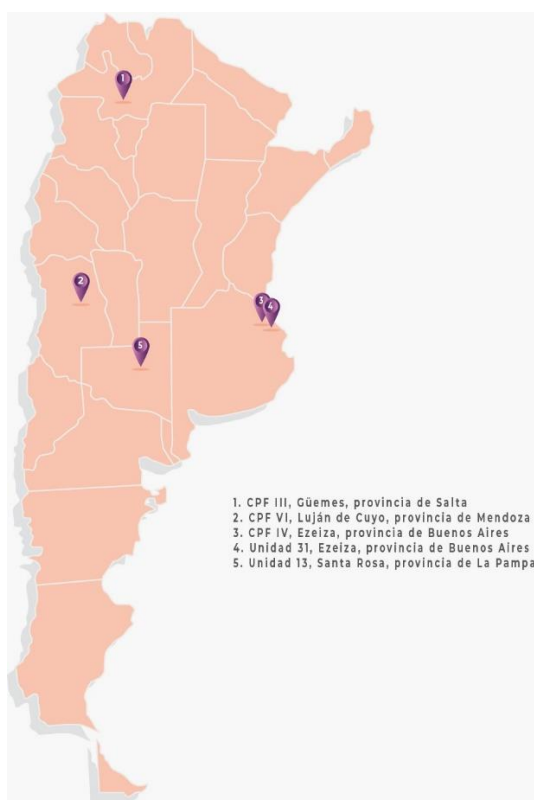 1
2
3
4
5
1. CPF III, Güemes, provincia de Salta
2. CPF VI, Luján de Cuyo, provincia de Mendoza
3. CPF IV, Ezeiza, provincia de Buenos Aires
4. Unidad 31, Ezeiza, provincia de Buenos Aires
5. Unidad 13, Santa Rosa, provincia de La Pampa